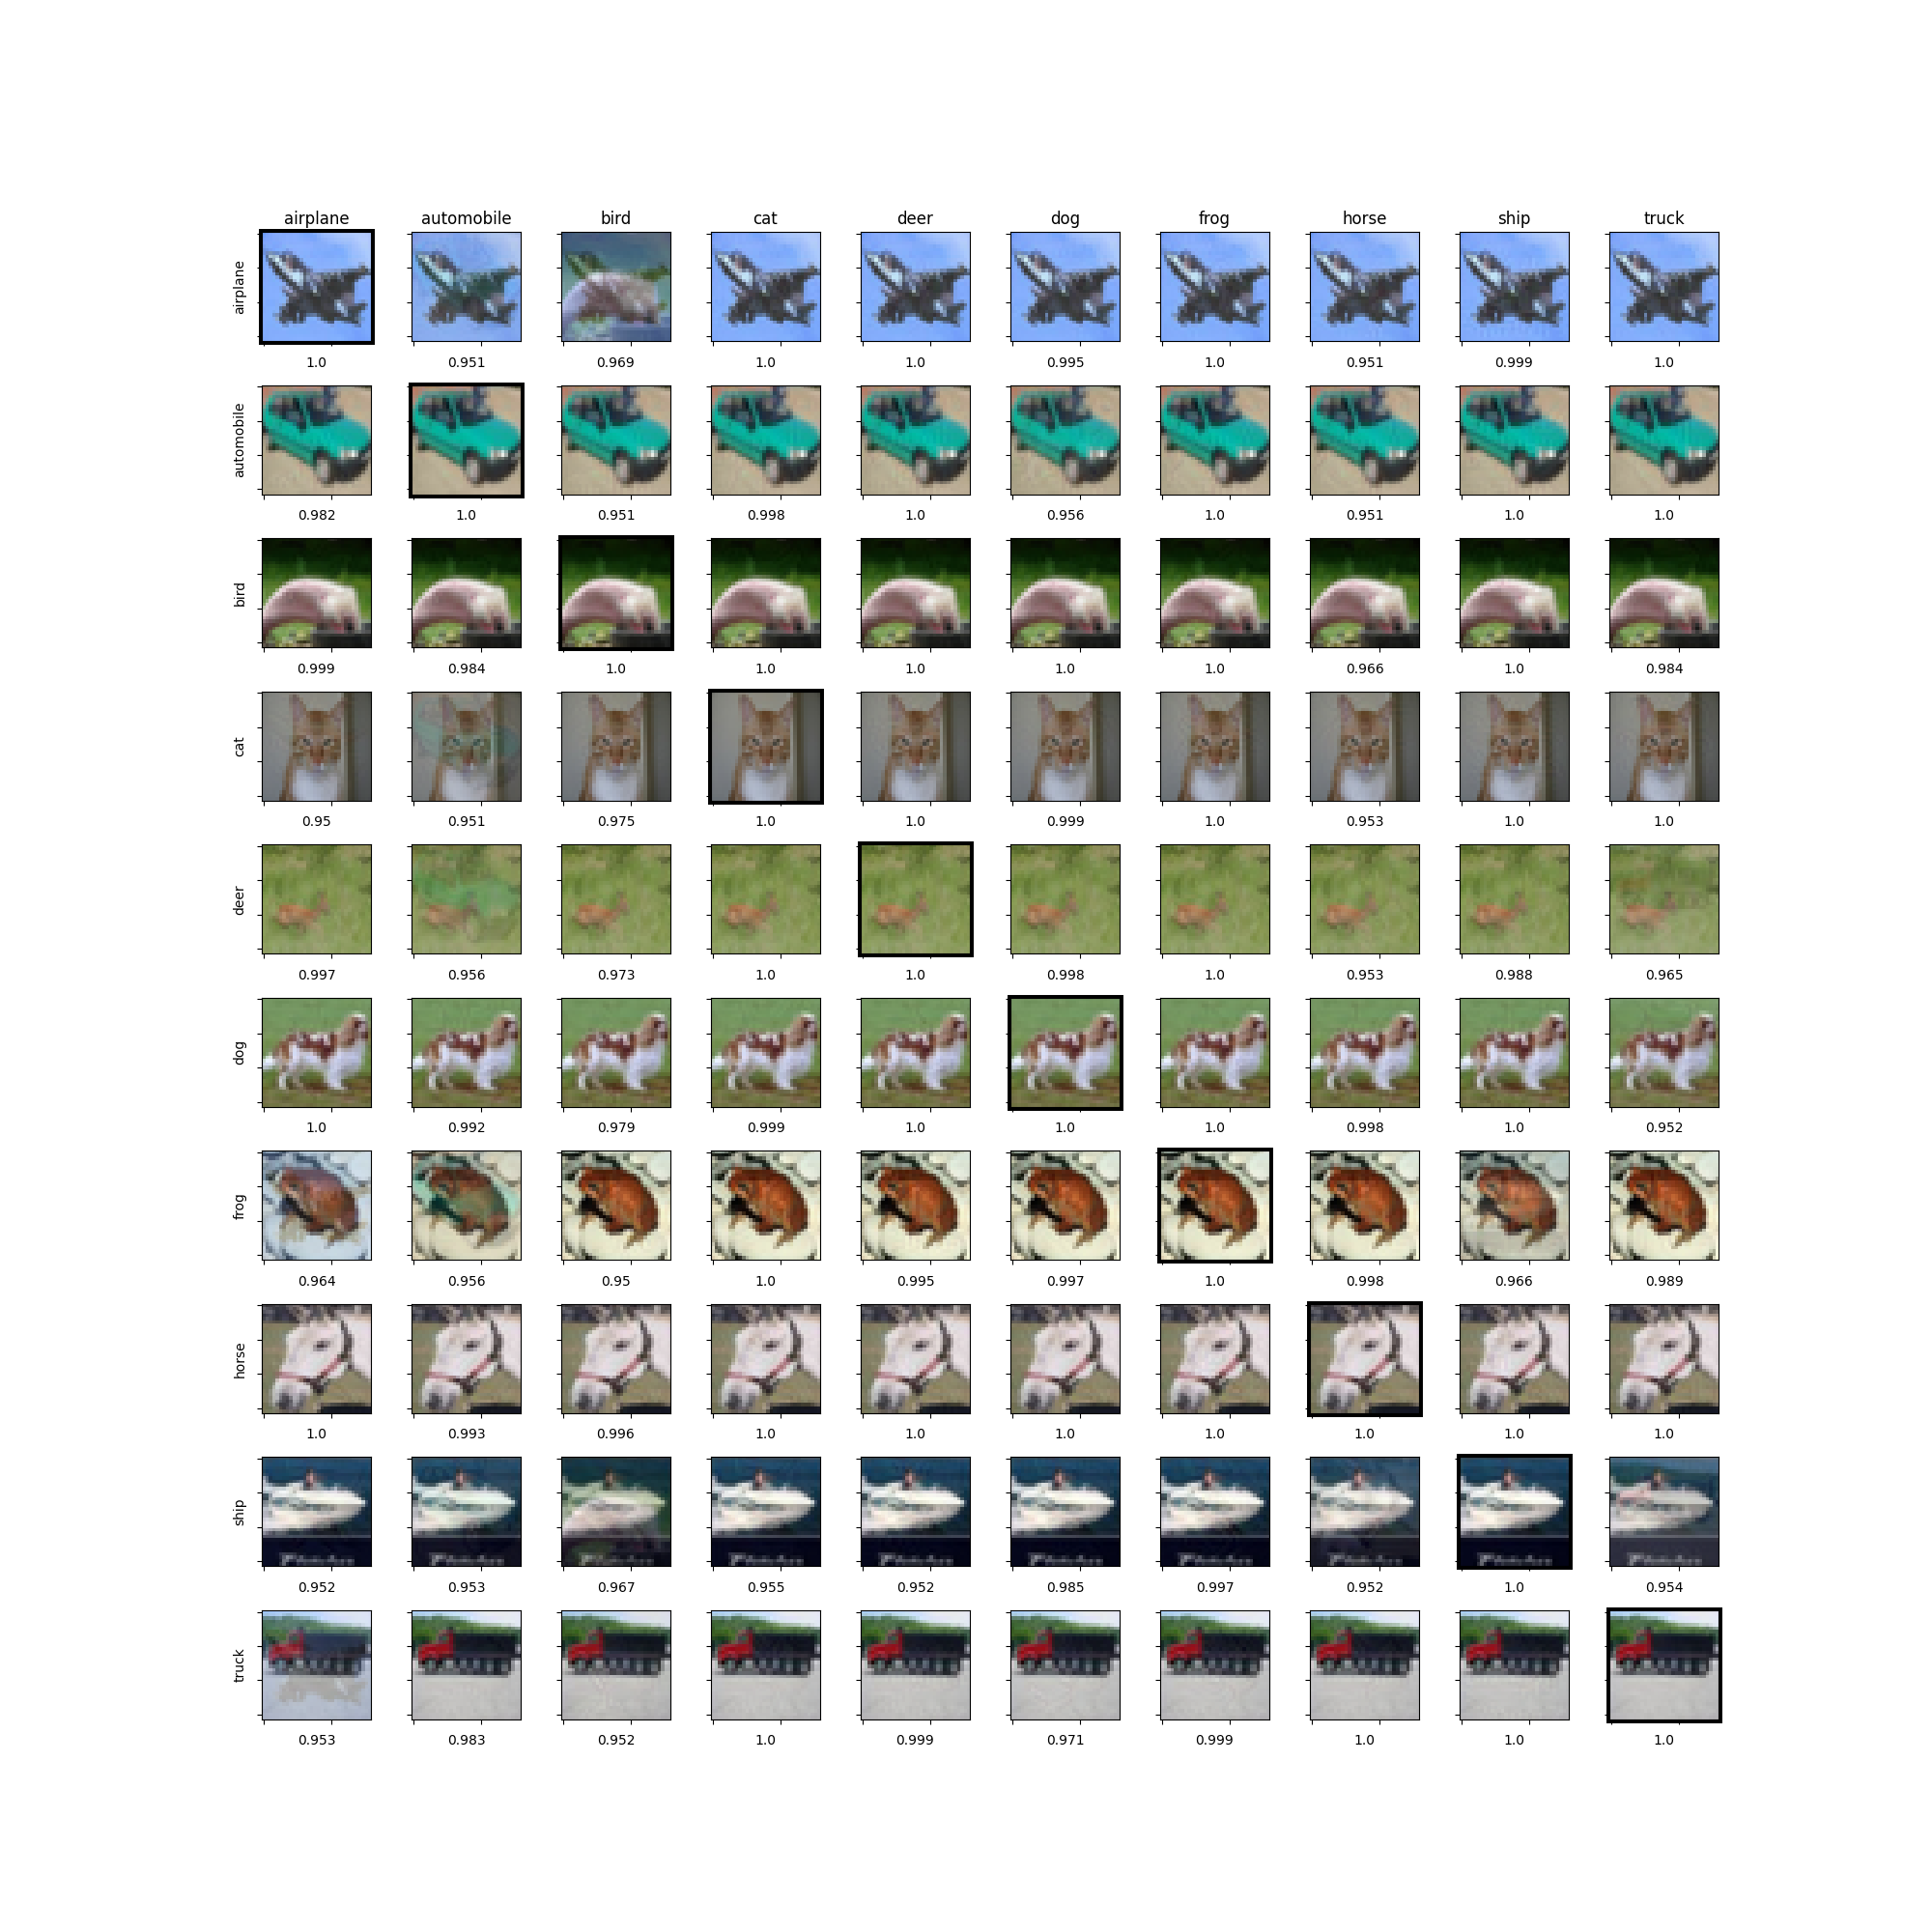 airplane automobile bird cat deer dog frog horse ship truck
airplane
1.0 0.951 0.969 1.0 1.0 0.995 1.0 0.951 0.999 1.0
automobile
0.982 1.0 0.951 0.998 1.0 0.956 1.0 0.951 1.0 1.0
bird
0.999 0.984 1.0 1.0 1.0 1.0 1.0 0.966 1.0 0.984
cat
0.95 0.951 0.975 1.0 1.0 0.999 1.0 0.953 1.0 1.0
deer
0.997 0.956 0.973 1.0 1.0 0.998 1.0 0.953 0.988 0.965
dog
1.0 0.992 0.979 0.999 1.0 1.0 1.0 0.998 1.0 0.952
frog
0.964 0.956 0.95 1.0 0.995 0.997 1.0 0.998 0.966 0.989
horse
1.0 0.993 0.996 1.0 1.0 1.0 1.0 1.0 1.0 1.0
ship
0.952 0.953 0.967 0.955 0.952 0.985 0.997 0.952 1.0 0.954
truck
0.953 0.983 0.952 1.0 0.999 0.971 0.999 1.0 1.0 1.0